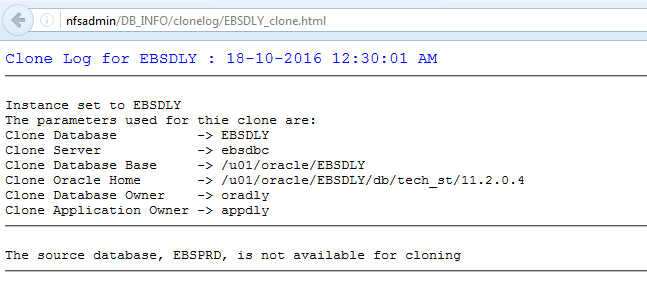 nfsadmin/DB_INFO/clonelog/EBSDLY_clone.html
Clone Log for EBSDLY : 18-10-2016 12:30:01 AM
Instance set to EBSDLY
The parameters used for thie clone are:
Clone Database -> EBSDLY
Clone Server -> ebsdbc
Clone Database Base -> /u01/oracle/EBSDLY
Clone Oracle Home -> /u01/oracle/EBSDLY/db/tech_st/11.2.0.4
Clone Database Owner -> oradly
Clone Application Owner -> appdly
The source database, EBSPRD, is not available for cloning